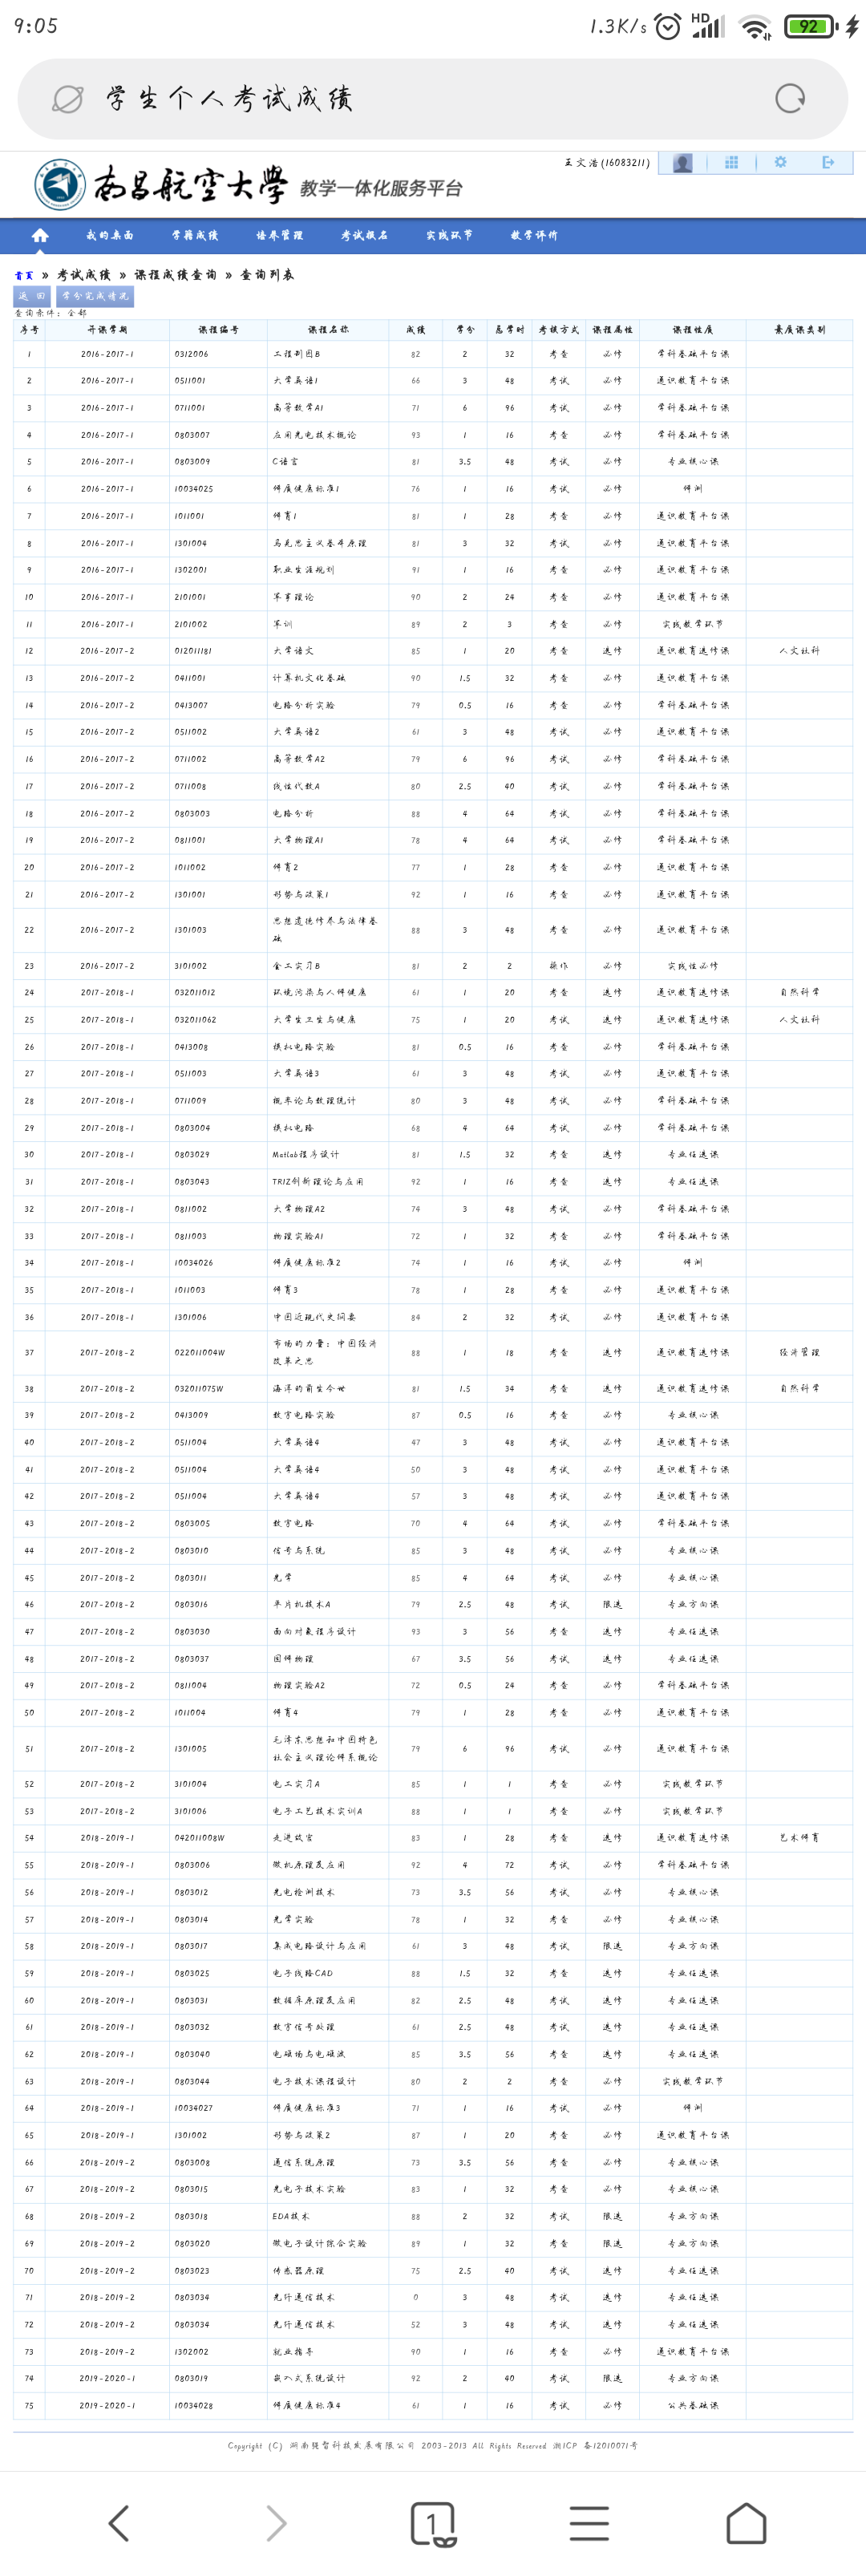 9:05 1.3K/s HD 92
学生个人考试成绩
王文浩(16083211)
南昌航空大学 教学一体化服务平台
我的桌面 学籍成绩 培养管理 考试报名 实践环节 教学评价
首页 » 考试成绩 » 课程成绩查询 » 查询列表
返 回 学分完成情况
查询条件：全部
序号 开课学期 课程编号 课程名称 成绩 学分 总学时 考核方式 课程属性 课程性质 素质课类别
1 2016-2017-1 0312006 工程制图B 82 2 32 考查 必修 学科基础平台课
2 2016-2017-1 0511001 大学英语1 66 3 48 考试 必修 通识教育平台课
3 2016-2017-1 0711001 高等数学A1 71 6 96 考试 必修 学科基础平台课
4 2016-2017-1 0803007 应用光电技术概论 93 1 16 考查 必修 学科基础平台课
5 2016-2017-1 0803009 C语言 81 3.5 48 考试 必修 专业核心课
6 2016-2017-1 10034025 体质健康标准1 76 1 16 考试 必修 体测
7 2016-2017-1 1011001 体育1 81 1 28 考查 必修 通识教育平台课
8 2016-2017-1 1301004 马克思主义基本原理 81 3 32 考试 必修 通识教育平台课
9 2016-2017-1 1302001 职业生涯规划 91 1 16 考查 必修 通识教育平台课
10 2016-2017-1 2101001 军事理论 90 2 24 考查 必修 通识教育平台课
11 2016-2017-1 2101002 军训 89 2 3 考查 必修 实践教学环节
12 2016-2017-2 012011181 大学语文 85 1 20 考查 选修 通识教育选修课 人文社科
13 2016-2017-2 0411001 计算机文化基础 90 1.5 32 考查 必修 通识教育平台课
14 2016-2017-2 0413007 电路分析实验 79 0.5 16 考查 必修 学科基础平台课
15 2016-2017-2 0511002 大学英语2 61 3 48 考试 必修 通识教育平台课
16 2016-2017-2 0711002 高等数学A2 79 6 96 考试 必修 学科基础平台课
17 2016-2017-2 0711008 线性代数A 80 2.5 40 考试 必修 学科基础平台课
18 2016-2017-2 0803003 电路分析 88 4 64 考试 必修 学科基础平台课
19 2016-2017-2 0811001 大学物理A1 78 4 64 考试 必修 学科基础平台课
20 2016-2017-2 1011002 体育2 77 1 28 考查 必修 通识教育平台课
21 2016-2017-2 1301001 形势与政策1 92 1 16 考查 必修 通识教育平台课
22 2016-2017-2 1301003 思想道德修养与法律基础 88 3 48 考查 必修 通识教育平台课
23 2016-2017-2 3101002 金工实习B 81 2 2 操作 必修 实践性必修
24 2017-2018-1 032011012 环境污染与人体健康 61 1 20 考查 选修 通识教育选修课 自然科学
25 2017-2018-1 032011062 大学生卫生与健康 75 1 20 考试 选修 通识教育选修课 人文社科
26 2017-2018-1 0413008 模拟电路实验 81 0.5 16 考查 必修 学科基础平台课
27 2017-2018-1 0511003 大学英语3 61 3 48 考试 必修 通识教育平台课
28 2017-2018-1 0711009 概率论与数理统计 80 3 48 考试 必修 学科基础平台课
29 2017-2018-1 0803004 模拟电路 68 4 64 考试 必修 学科基础平台课
30 2017-2018-1 0803029 Matlab程序设计 81 1.5 32 考查 选修 专业任选课
31 2017-2018-1 0803043 TRIZ创新理论与应用 92 1 16 考查 选修 专业任选课
32 2017-2018-1 0811002 大学物理A2 74 3 48 考试 必修 学科基础平台课
33 2017-2018-1 0811003 物理实验A1 72 1 32 考查 必修 学科基础平台课
34 2017-2018-1 10034026 体质健康标准2 74 1 16 考试 必修 体测
35 2017-2018-1 1011003 体育3 78 1 28 考查 必修 通识教育平台课
36 2017-2018-1 1301006 中国近现代史纲要 84 2 32 考试 必修 通识教育平台课
37 2017-2018-2 022011004W 市场的力量：中国经济改革之思 88 1 18 考查 选修 通识教育选修课 经济管理
38 2017-2018-2 032011075W 海洋的前生今世 81 1.5 34 考查 选修 通识教育选修课 自然科学
39 2017-2018-2 0413009 数字电路实验 87 0.5 16 考查 必修 专业核心课
40 2017-2018-2 0511004 大学英语4 47 3 48 考试 必修 通识教育平台课
41 2017-2018-2 0511004 大学英语4 50 3 48 考试 必修 通识教育平台课
42 2017-2018-2 0511004 大学英语4 57 3 48 考试 必修 通识教育平台课
43 2017-2018-2 0803005 数字电路 70 4 64 考试 必修 学科基础平台课
44 2017-2018-2 0803010 信号与系统 85 3 48 考试 必修 专业核心课
45 2017-2018-2 0803011 光学 85 4 64 考试 必修 专业核心课
46 2017-2018-2 0803016 单片机技术A 79 2.5 48 考试 限选 专业方向课
47 2017-2018-2 0803030 面向对象程序设计 93 3 56 考查 选修 专业任选课
48 2017-2018-2 0803037 固体物理 67 3.5 56 考试 选修 专业任选课
49 2017-2018-2 0811004 物理实验A2 72 0.5 24 考查 必修 学科基础平台课
50 2017-2018-2 1011004 体育4 79 1 28 考查 必修 通识教育平台课
51 2017-2018-2 1301005 毛泽东思想和中国特色社会主义理论体系概论 79 6 96 考试 必修 通识教育平台课
52 2017-2018-2 3101004 电工实习A 85 1 1 考查 必修 实践教学环节
53 2017-2018-2 3101006 电子工艺技术实训A 88 1 1 考查 必修 实践教学环节
54 2018-2019-1 042011008W 走进故宫 83 1 28 考查 选修 通识教育选修课 艺术体育
55 2018-2019-1 0803006 微机原理及应用 92 4 72 考试 必修 学科基础平台课
56 2018-2019-1 0803012 光电检测技术 73 3.5 56 考试 必修 专业核心课
57 2018-2019-1 0803014 光学实验 78 1 32 考查 必修 专业核心课
58 2018-2019-1 0803017 集成电路设计与应用 61 3 48 考试 限选 专业方向课
59 2018-2019-1 0803025 电子线路CAD 88 1.5 32 考查 选修 专业任选课
60 2018-2019-1 0803031 数据库原理及应用 82 2.5 48 考试 选修 专业任选课
61 2018-2019-1 0803032 数字信号处理 61 2.5 48 考试 选修 专业任选课
62 2018-2019-1 0803040 电磁场与电磁波 85 3.5 56 考查 选修 专业任选课
63 2018-2019-1 0803044 电子技术课程设计 80 2 2 考查 必修 实践教学环节
64 2018-2019-1 10034027 体质健康标准3 71 1 16 考试 必修 体测
65 2018-2019-1 1301002 形势与政策2 87 1 20 考查 必修 通识教育平台课
66 2018-2019-2 0803008 通信系统原理 73 3.5 56 考试 必修 专业核心课
67 2018-2019-2 0803015 光电子技术实验 83 1 32 考查 必修 专业核心课
68 2018-2019-2 0803018 EDA技术 88 2 32 考试 限选 专业方向课
69 2018-2019-2 0803020 微电子设计综合实验 89 1 32 考查 限选 专业方向课
70 2018-2019-2 0803023 传感器原理 75 2.5 40 考试 选修 专业任选课
71 2018-2019-2 0803034 光纤通信技术 0 3 48 考试 选修 专业任选课
72 2018-2019-2 0803034 光纤通信技术 52 3 48 考试 选修 专业任选课
73 2018-2019-2 1302002 就业指导 90 1 16 考查 必修 通识教育平台课
74 2019-2020-1 0803019 嵌入式系统设计 92 2 40 考试 限选 专业方向课
75 2019-2020-1 10034028 体质健康标准4 61 1 16 考试 必修 公共基础课
Copyright (C) 湖南强智科技发展有限公司 2003-2013 All Rights Reserved 湘ICP 备12010071号
1